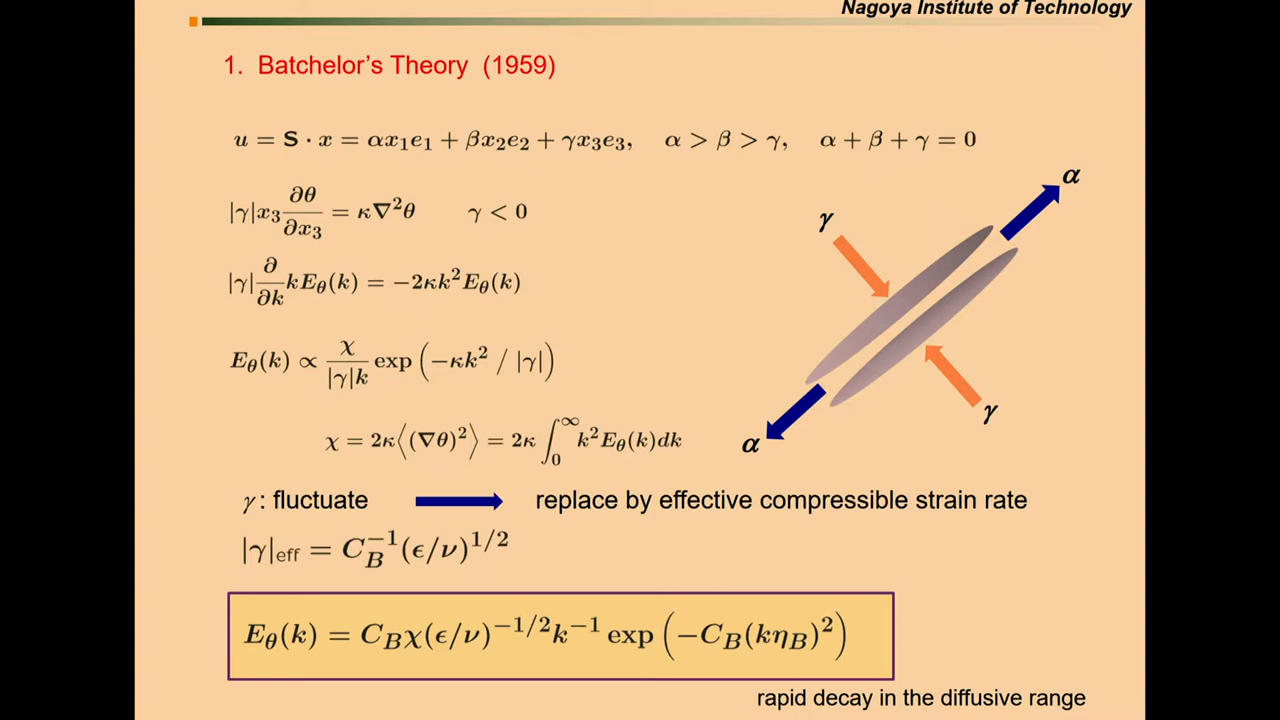 Nagoya Institute of Technology
1. Batchelor's Theory (1959)
u = S · x = αx₁e₁ + βx₂e₂ + γx₃e₃,  α > β > γ,  α + β + γ = 0
|γ|x₃ ∂θ/∂x₃ = κ∇²θ  γ < 0
|γ| ∂/∂k kE_θ(k) = −2κk²E_θ(k)
E_θ(k) ∝ χ/(|γ|k) exp(−κk² / |γ|)
χ = 2κ⟨(∇θ)²⟩ = 2κ ∫₀^∞ k²E_θ(k)dk
α
γ
γ
α
γ : fluctuate replace by effective compressible strain rate
|γ|_eff = C_B⁻¹(ϵ/ν)^{1/2}
E_θ(k) = C_Bχ(ϵ/ν)^{−1/2}k⁻¹ exp(−C_B(kη_B)²)
rapid decay in the diffusive range